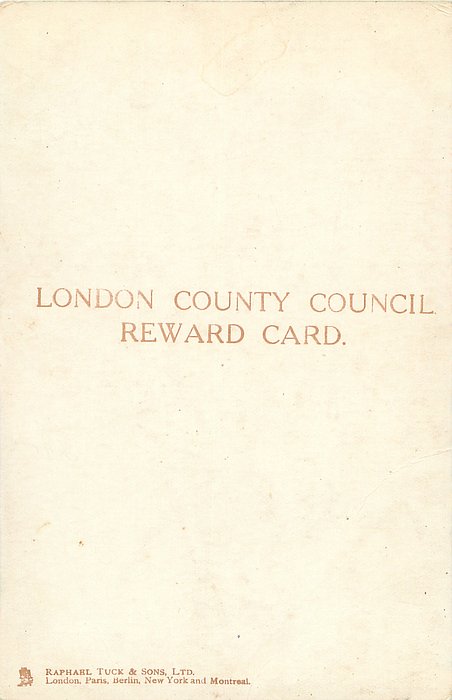 LONDON COUNTY COUNCIL
REWARD CARD.
RAPHAEL TUCK & SONS, LTD.
London, Paris, Berlin, New York and Montreal.